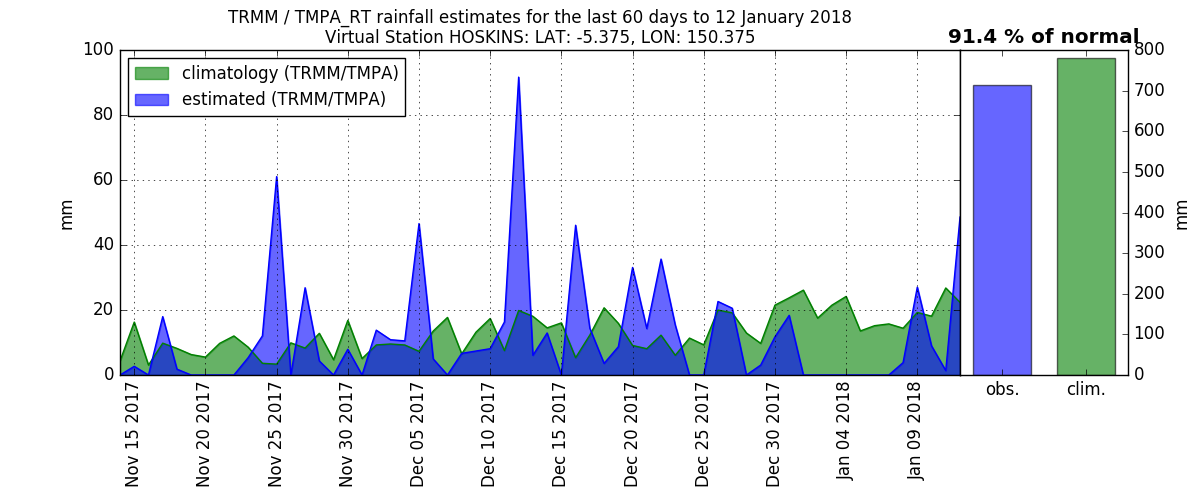 TRMM / TMPA_RT rainfall estimates for the last 60 days to 12 January 2018
Virtual Station HOSKINS: LAT: -5.375, LON: 150.375
91.4 % of normal
climatology (TRMM/TMPA)
estimated (TRMM/TMPA)
100
80
60
40
20
0
mm
Nov 15 2017
Nov 20 2017
Nov 25 2017
Nov 30 2017
Dec 05 2017
Dec 10 2017
Dec 15 2017
Dec 20 2017
Dec 25 2017
Dec 30 2017
Jan 04 2018
Jan 09 2018
obs.
clim.
800
700
600
500
400
300
200
100
0
mm